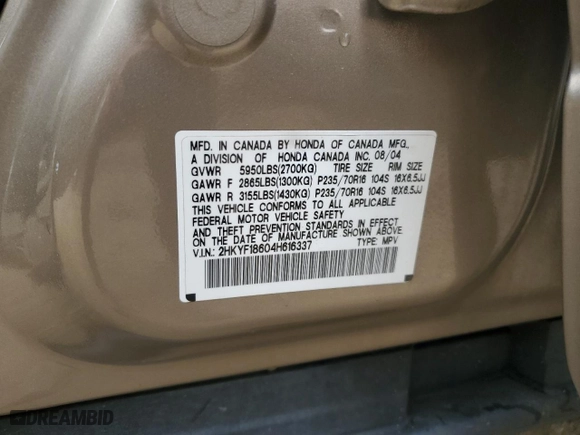 MFD. IN CANADA BY HONDA OF CANADA MFG.,
A DIVISION OF HONDA CANADA INC. 08/04
GVWR 5950LBS(2700KG) TIRE SIZE RIM SIZE
GAWR F 2865LBS(1300KG) P235/70R16 104S 16X6.5JJ
GAWR R 3155LBS(1430KG) P235/70R16 104S 16X6.5JJ
THIS VEHICLE CONFORMS TO ALL APPLICABLE
FEDERAL MOTOR VEHICLE SAFETY
AND THEFT PREVENTION STANDARDS IN EFFECT
ON THE DATE OF MANUFACTURE SHOWN ABOVE.
V.I.N.: 2HKYF18604H616337 TYPE: MPV
DREAMBID